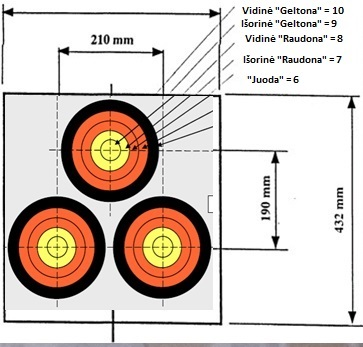 Vidinė "Geltona" = 10
Išorinė "Geltona" = 9
Vidinė "Raudona" = 8
Išorinė "Raudona" = 7
"Juoda" = 6
210 mm
190 mm
432 mm